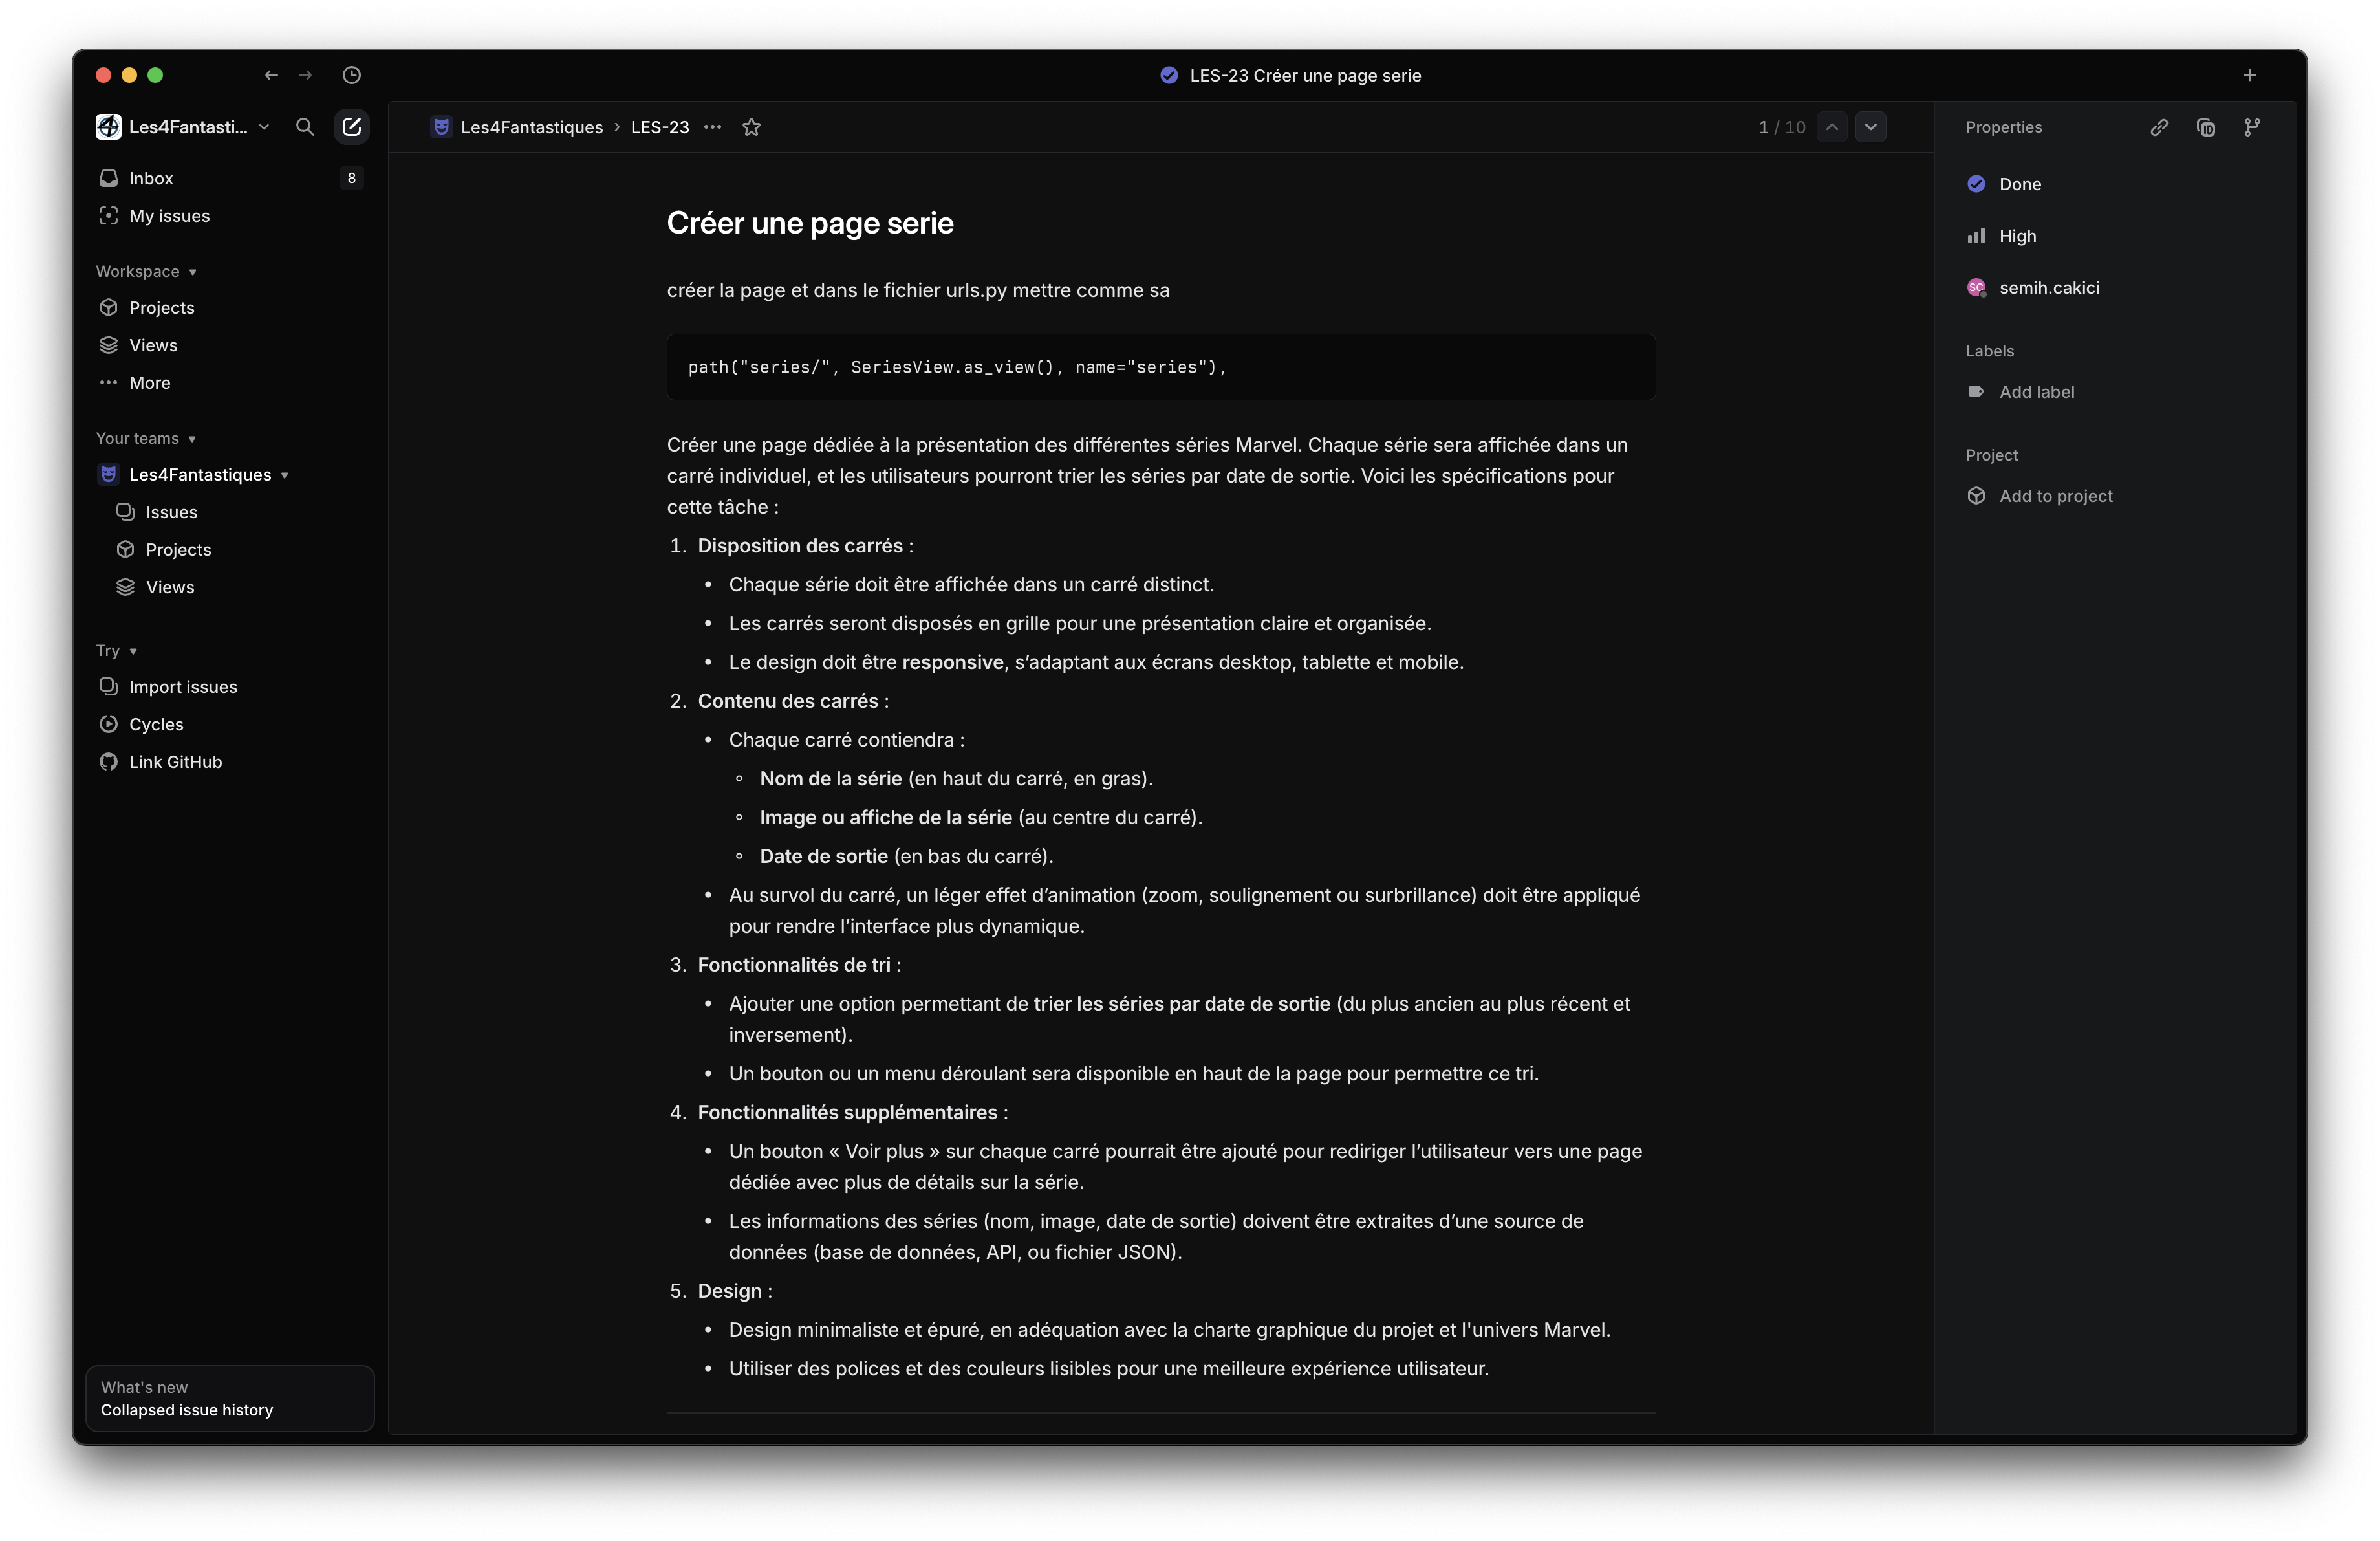 LES-23 Créer une page serie
Les4Fantasti...
Inbox
8
My issues
Workspace
Projects
Views
More
Your teams
Les4Fantastiques
Issues
Projects
Views
Try
Import issues
Cycles
Link GitHub
What's new
Collapsed issue history
Les4Fantastiques › LES-23
1 / 10
Créer une page serie
créer la page et dans le fichier urls.py mettre comme sa
path("series/", SeriesView.as_view(), name="series"),
Créer une page dédiée à la présentation des différentes séries Marvel. Chaque série sera affichée dans un
carré individuel, et les utilisateurs pourront trier les séries par date de sortie. Voici les spécifications pour
cette tâche :
1. Disposition des carrés :
• Chaque série doit être affichée dans un carré distinct.
• Les carrés seront disposés en grille pour une présentation claire et organisée.
• Le design doit être responsive, s’adaptant aux écrans desktop, tablette et mobile.
2. Contenu des carrés :
• Chaque carré contiendra :
◦ Nom de la série (en haut du carré, en gras).
◦ Image ou affiche de la série (au centre du carré).
◦ Date de sortie (en bas du carré).
• Au survol du carré, un léger effet d’animation (zoom, soulignement ou surbrillance) doit être appliqué
pour rendre l’interface plus dynamique.
3. Fonctionnalités de tri :
• Ajouter une option permettant de trier les séries par date de sortie (du plus ancien au plus récent et
inversement).
• Un bouton ou un menu déroulant sera disponible en haut de la page pour permettre ce tri.
4. Fonctionnalités supplémentaires :
• Un bouton « Voir plus » sur chaque carré pourrait être ajouté pour rediriger l’utilisateur vers une page
dédiée avec plus de détails sur la série.
• Les informations des séries (nom, image, date de sortie) doivent être extraites d’une source de
données (base de données, API, ou fichier JSON).
5. Design :
• Design minimaliste et épuré, en adéquation avec la charte graphique du projet et l'univers Marvel.
• Utiliser des polices et des couleurs lisibles pour une meilleure expérience utilisateur.
Properties
Done
High
SC
semih.cakici
Labels
Add label
Project
Add to project